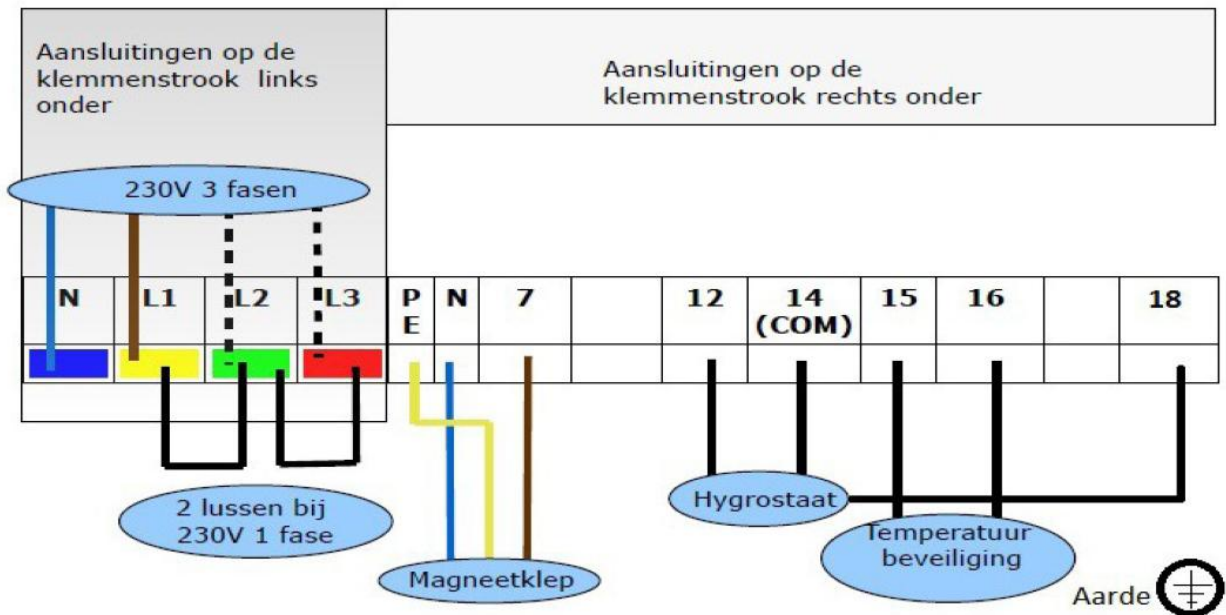 Aansluitingen op de
klemmenstrook links
onder
Aansluitingen op de
klemmenstrook rechts onder
230V 3 fasen
N L1 L2 L3 P N 7 12 14 15 16 18
E (COM)
2 lussen bij
230V 1 fase
Magneetklep
Hygrostaat
Temperatuur
beveiliging
Aarde